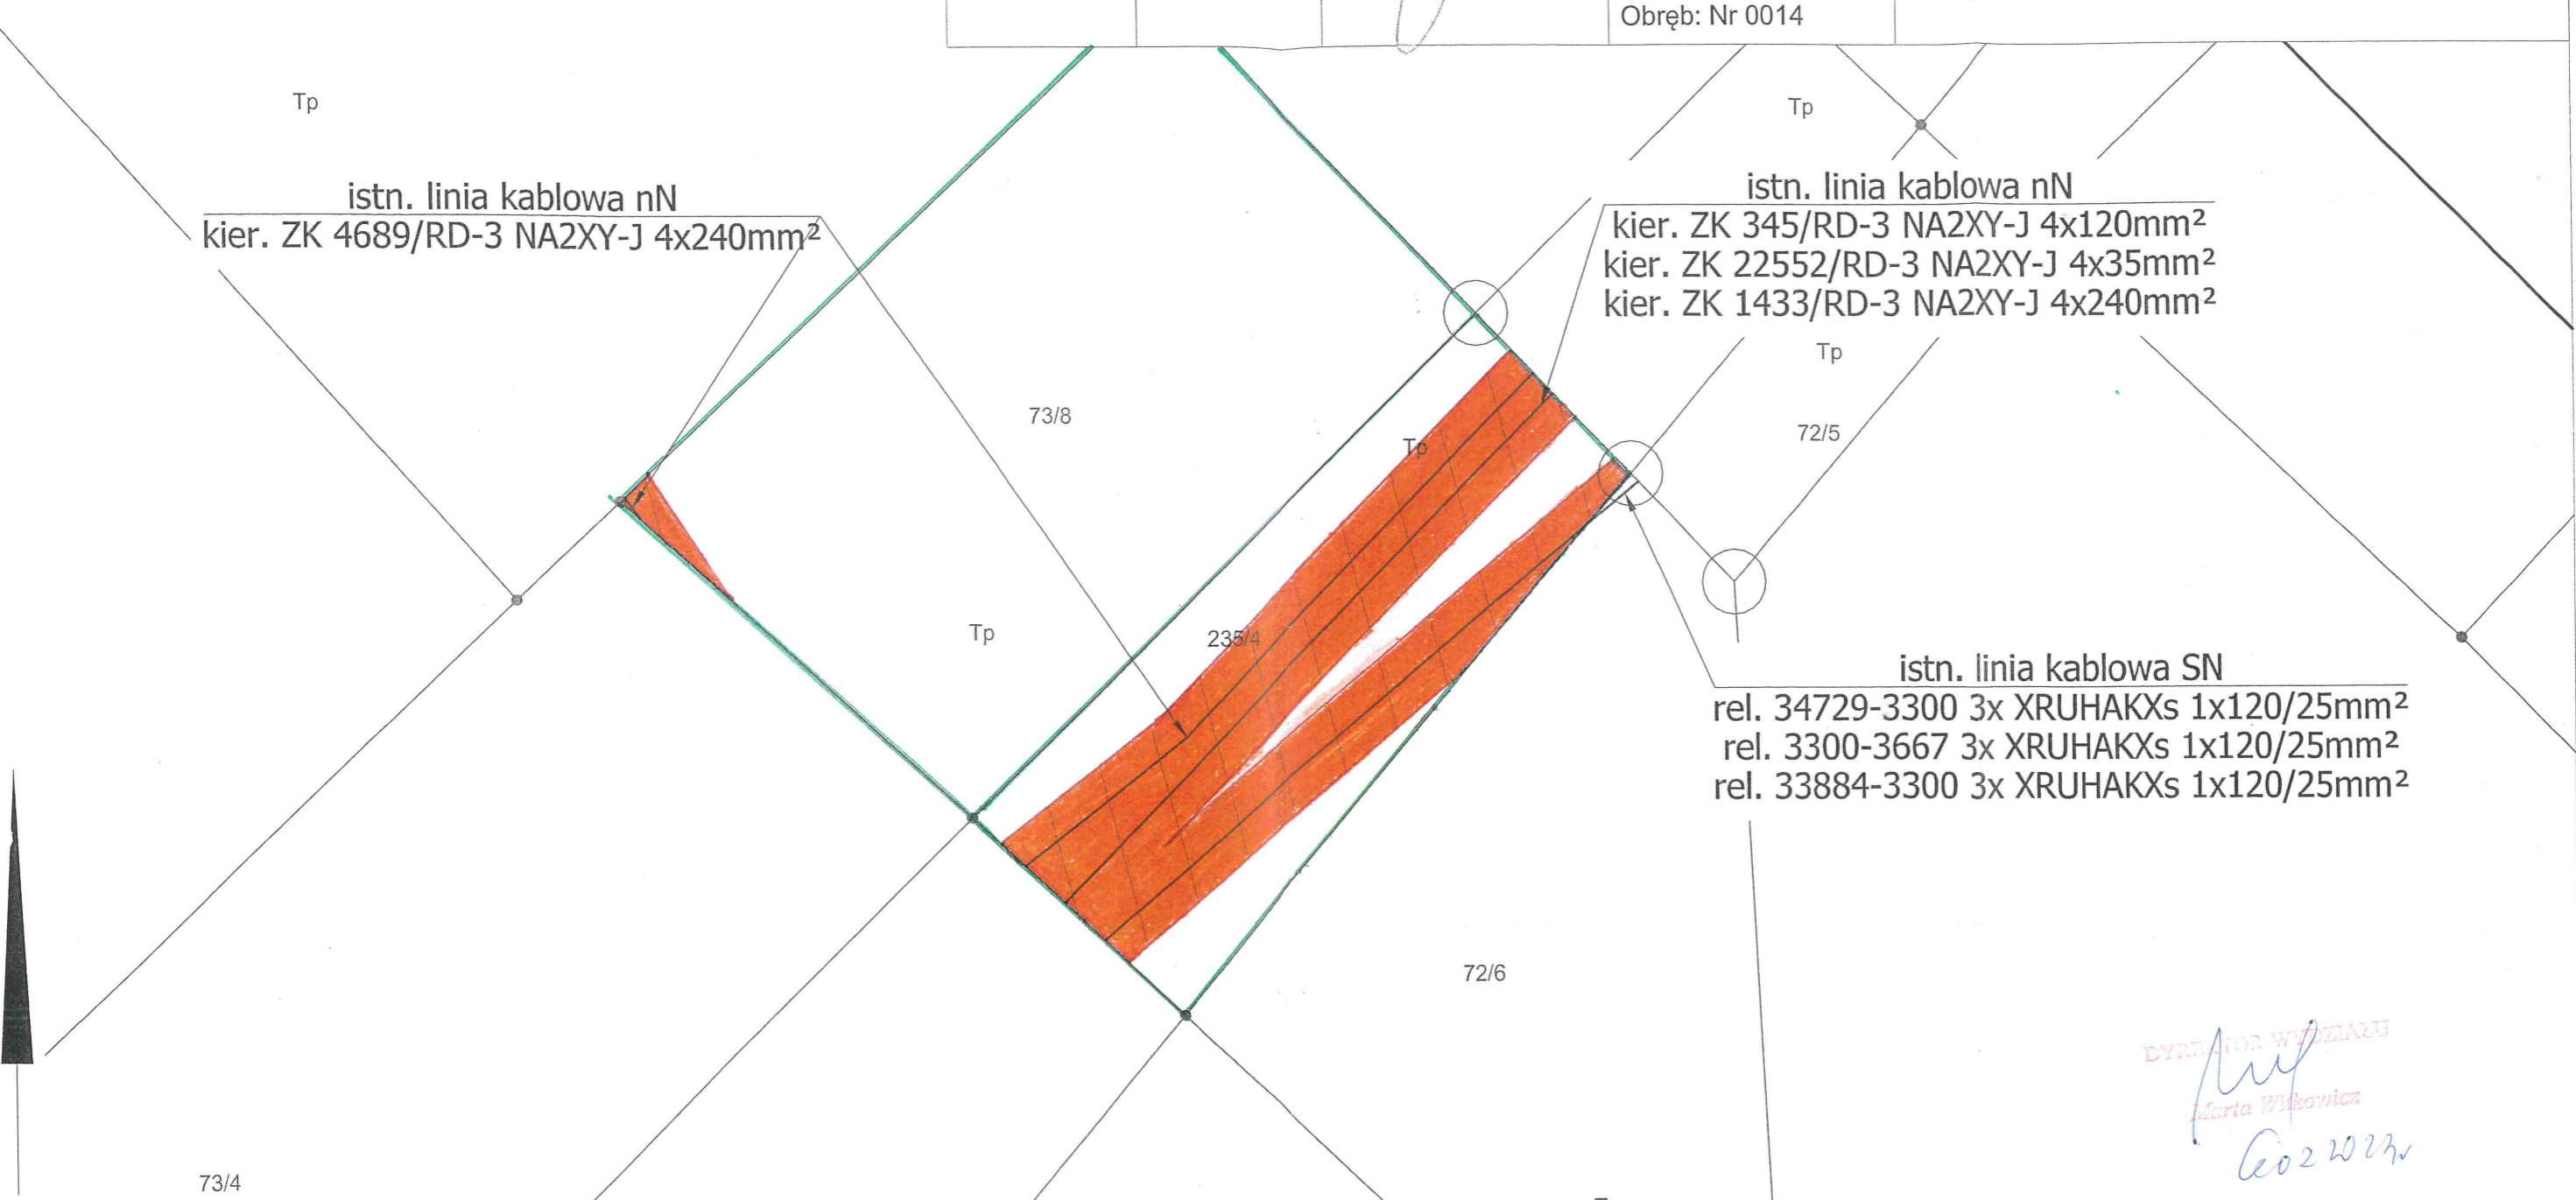 Obręb: Nr 0014
Tp
Tp
istn. linia kablowa nN
kier. ZK 4689/RD-3 NA2XY-J 4x240mm²
istn. linia kablowa nN
kier. ZK 345/RD-3 NA2XY-J 4x120mm²
kier. ZK 22552/RD-3 NA2XY-J 4x35mm²
kier. ZK 1433/RD-3 NA2XY-J 4x240mm²
Tp
73/8
72/5
Tp
Tp
235/4
istn. linia kablowa SN
rel. 34729-3300 3x XRUHAKXs 1x120/25mm²
rel. 3300-3667 3x XRUHAKXs 1x120/25mm²
rel. 33884-3300 3x XRUHAKXs 1x120/25mm²
72/6
DYREKTOR WYDZIAŁU
Marta Witkowicz
73/4